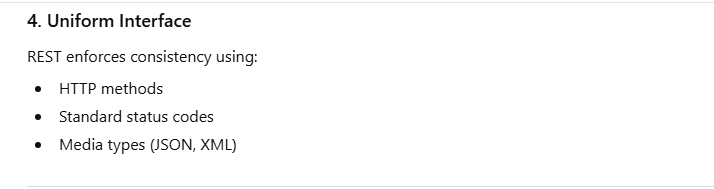 4. Uniform Interface
REST enforces consistency using:
• HTTP methods
• Standard status codes
• Media types (JSON, XML)